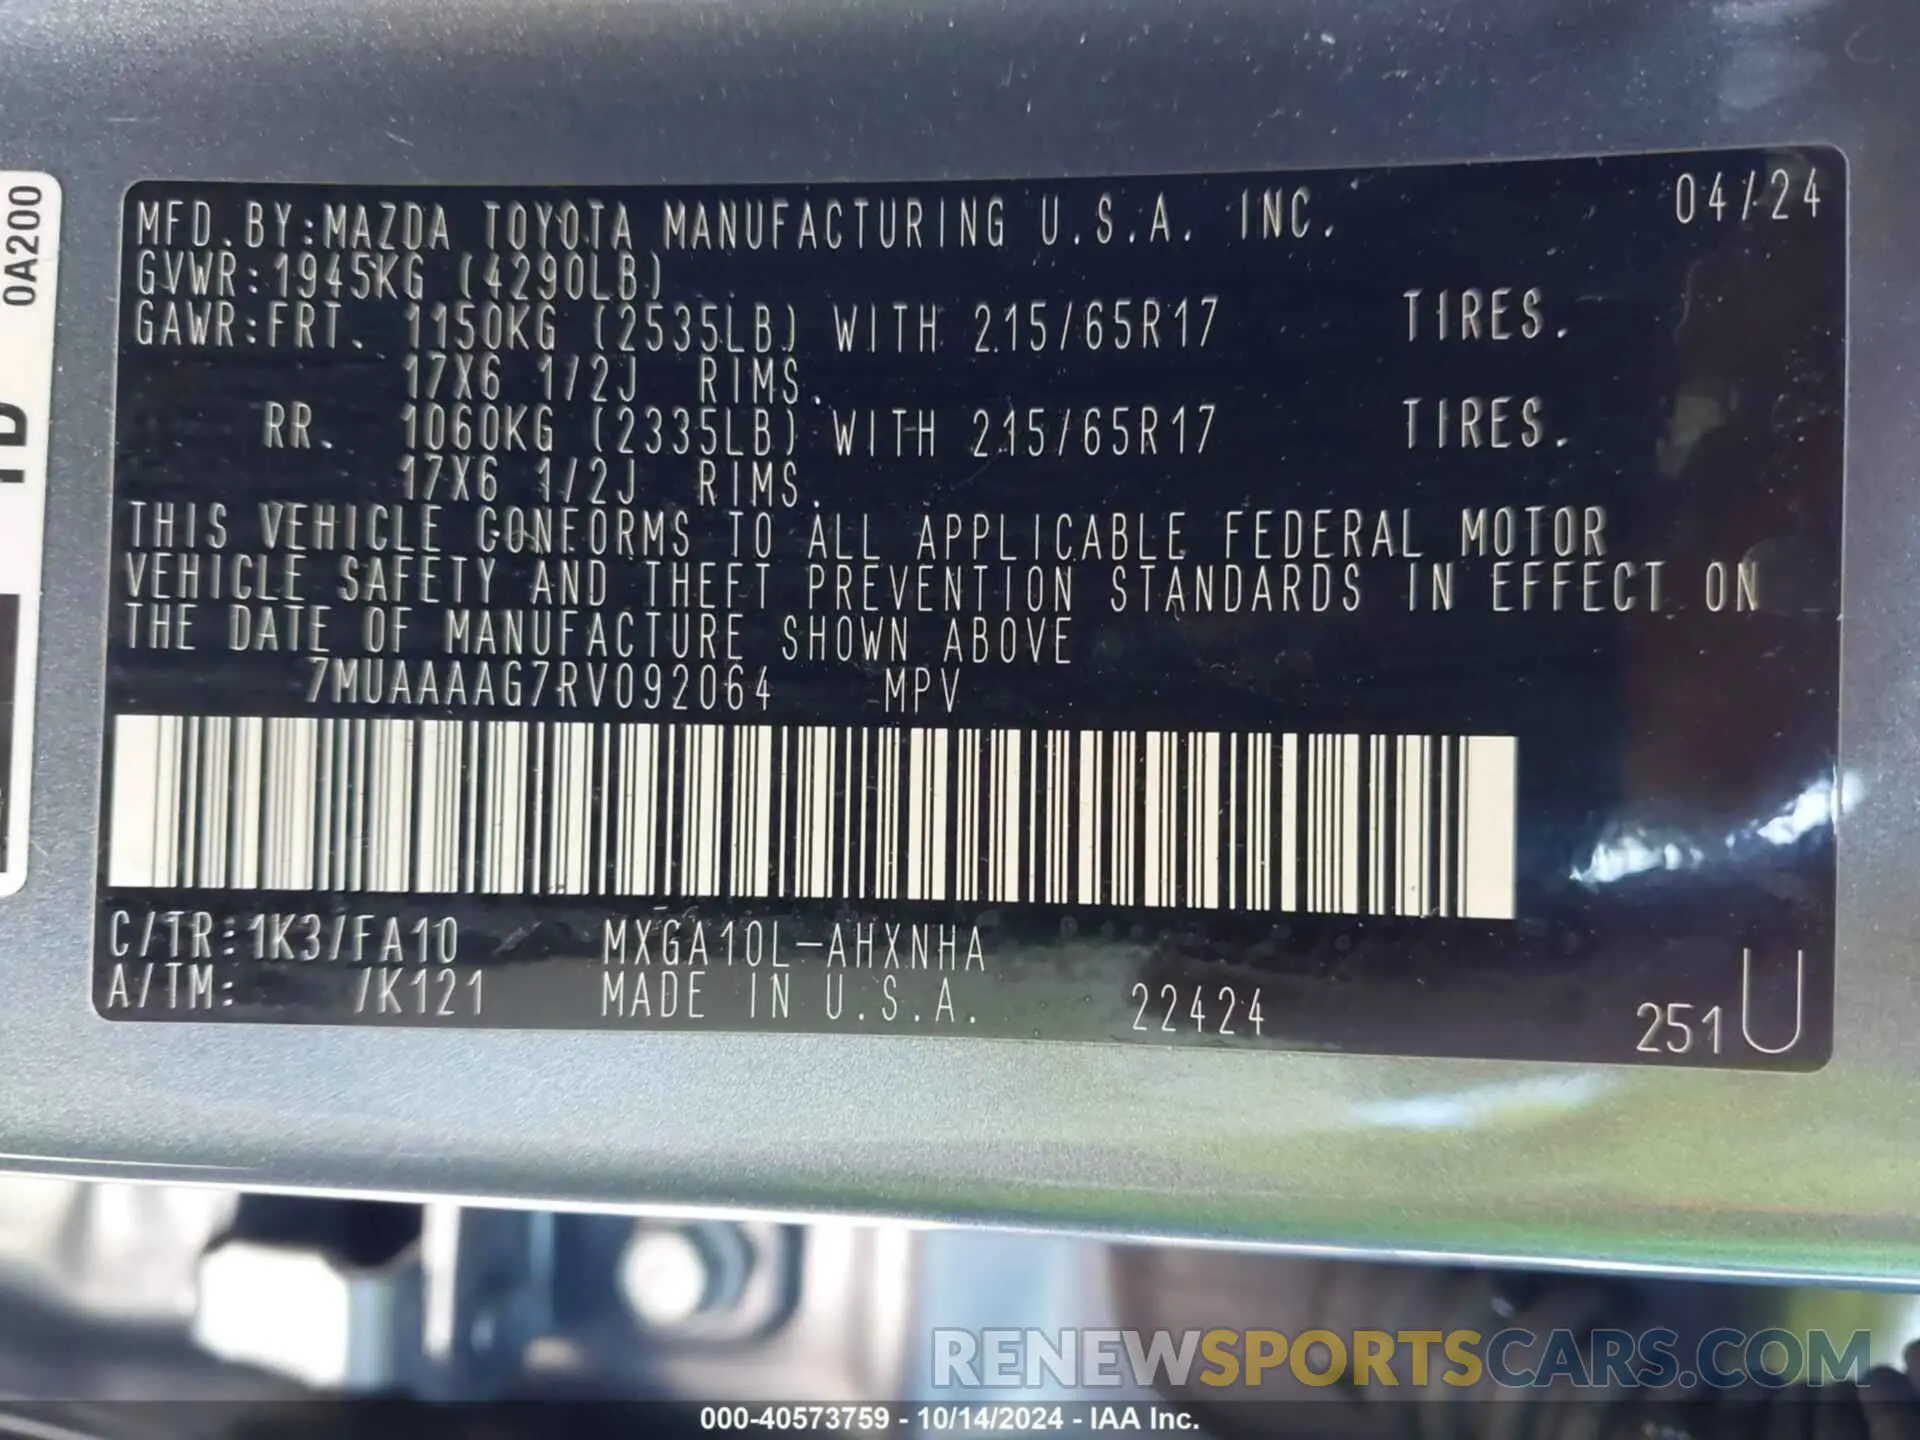 0A200
MFD.BY:MAZDA TOYOTA MANUFACTURING U.S.A. INC. 04/24
GVWR:1945KG (4290LB)
GAWR:FRT. 1150KG (2535LB) WITH 215/65R17 TIRES.
17X6 1/2J RIMS.
RR. 1060KG (2335LB) WITH 215/65R17 TIRES.
17X6 1/2J RIMS.
THIS VEHICLE CONFORMS TO ALL APPLICABLE FEDERAL MOTOR
VEHICLE SAFETY AND THEFT PREVENTION STANDARDS IN EFFECT ON
THE DATE OF MANUFACTURE SHOWN ABOVE
7MUAAAAG7RV092064 MPV
C/TR:1K3/FA10 MXGA10L-AHXNHA
A/TM: /K121 MADE IN U.S.A. 22424 251U
RENEWSPORTSCARS.COM
000-40573759 - 10/14/2024 - IAA Inc.